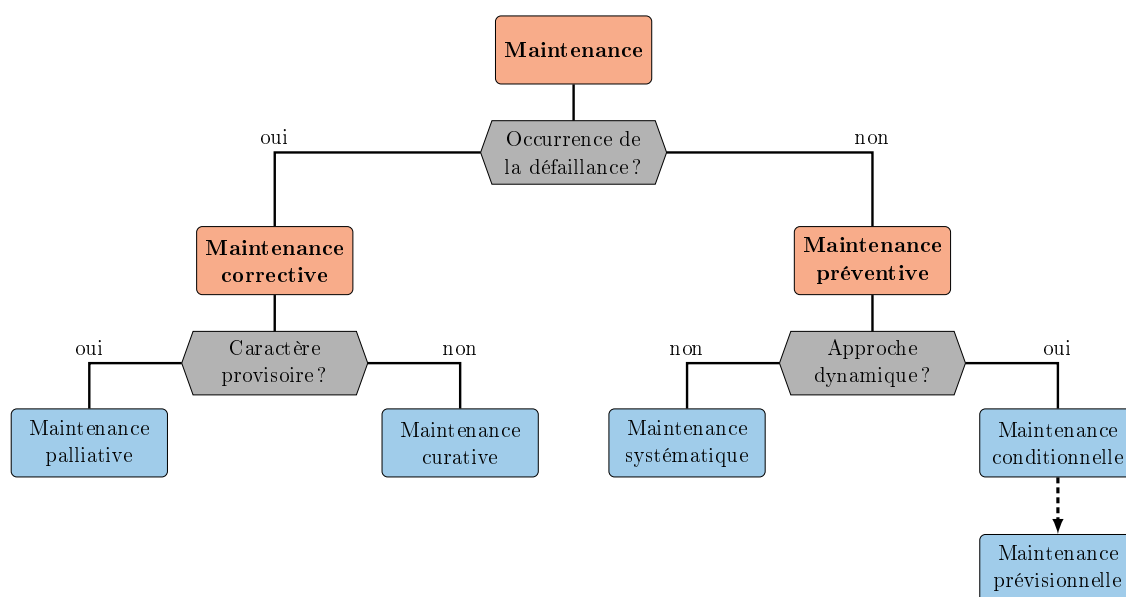 Maintenance
oui
Occurrence de
la défaillance ?
non
Maintenance
corrective
Maintenance
préventive
oui
Caractère
provisoire ?
non
non
Approche
dynamique ?
oui
Maintenance
palliative
Maintenance
curative
Maintenance
systématique
Maintenance
conditionnelle
Maintenance
prévisionnelle